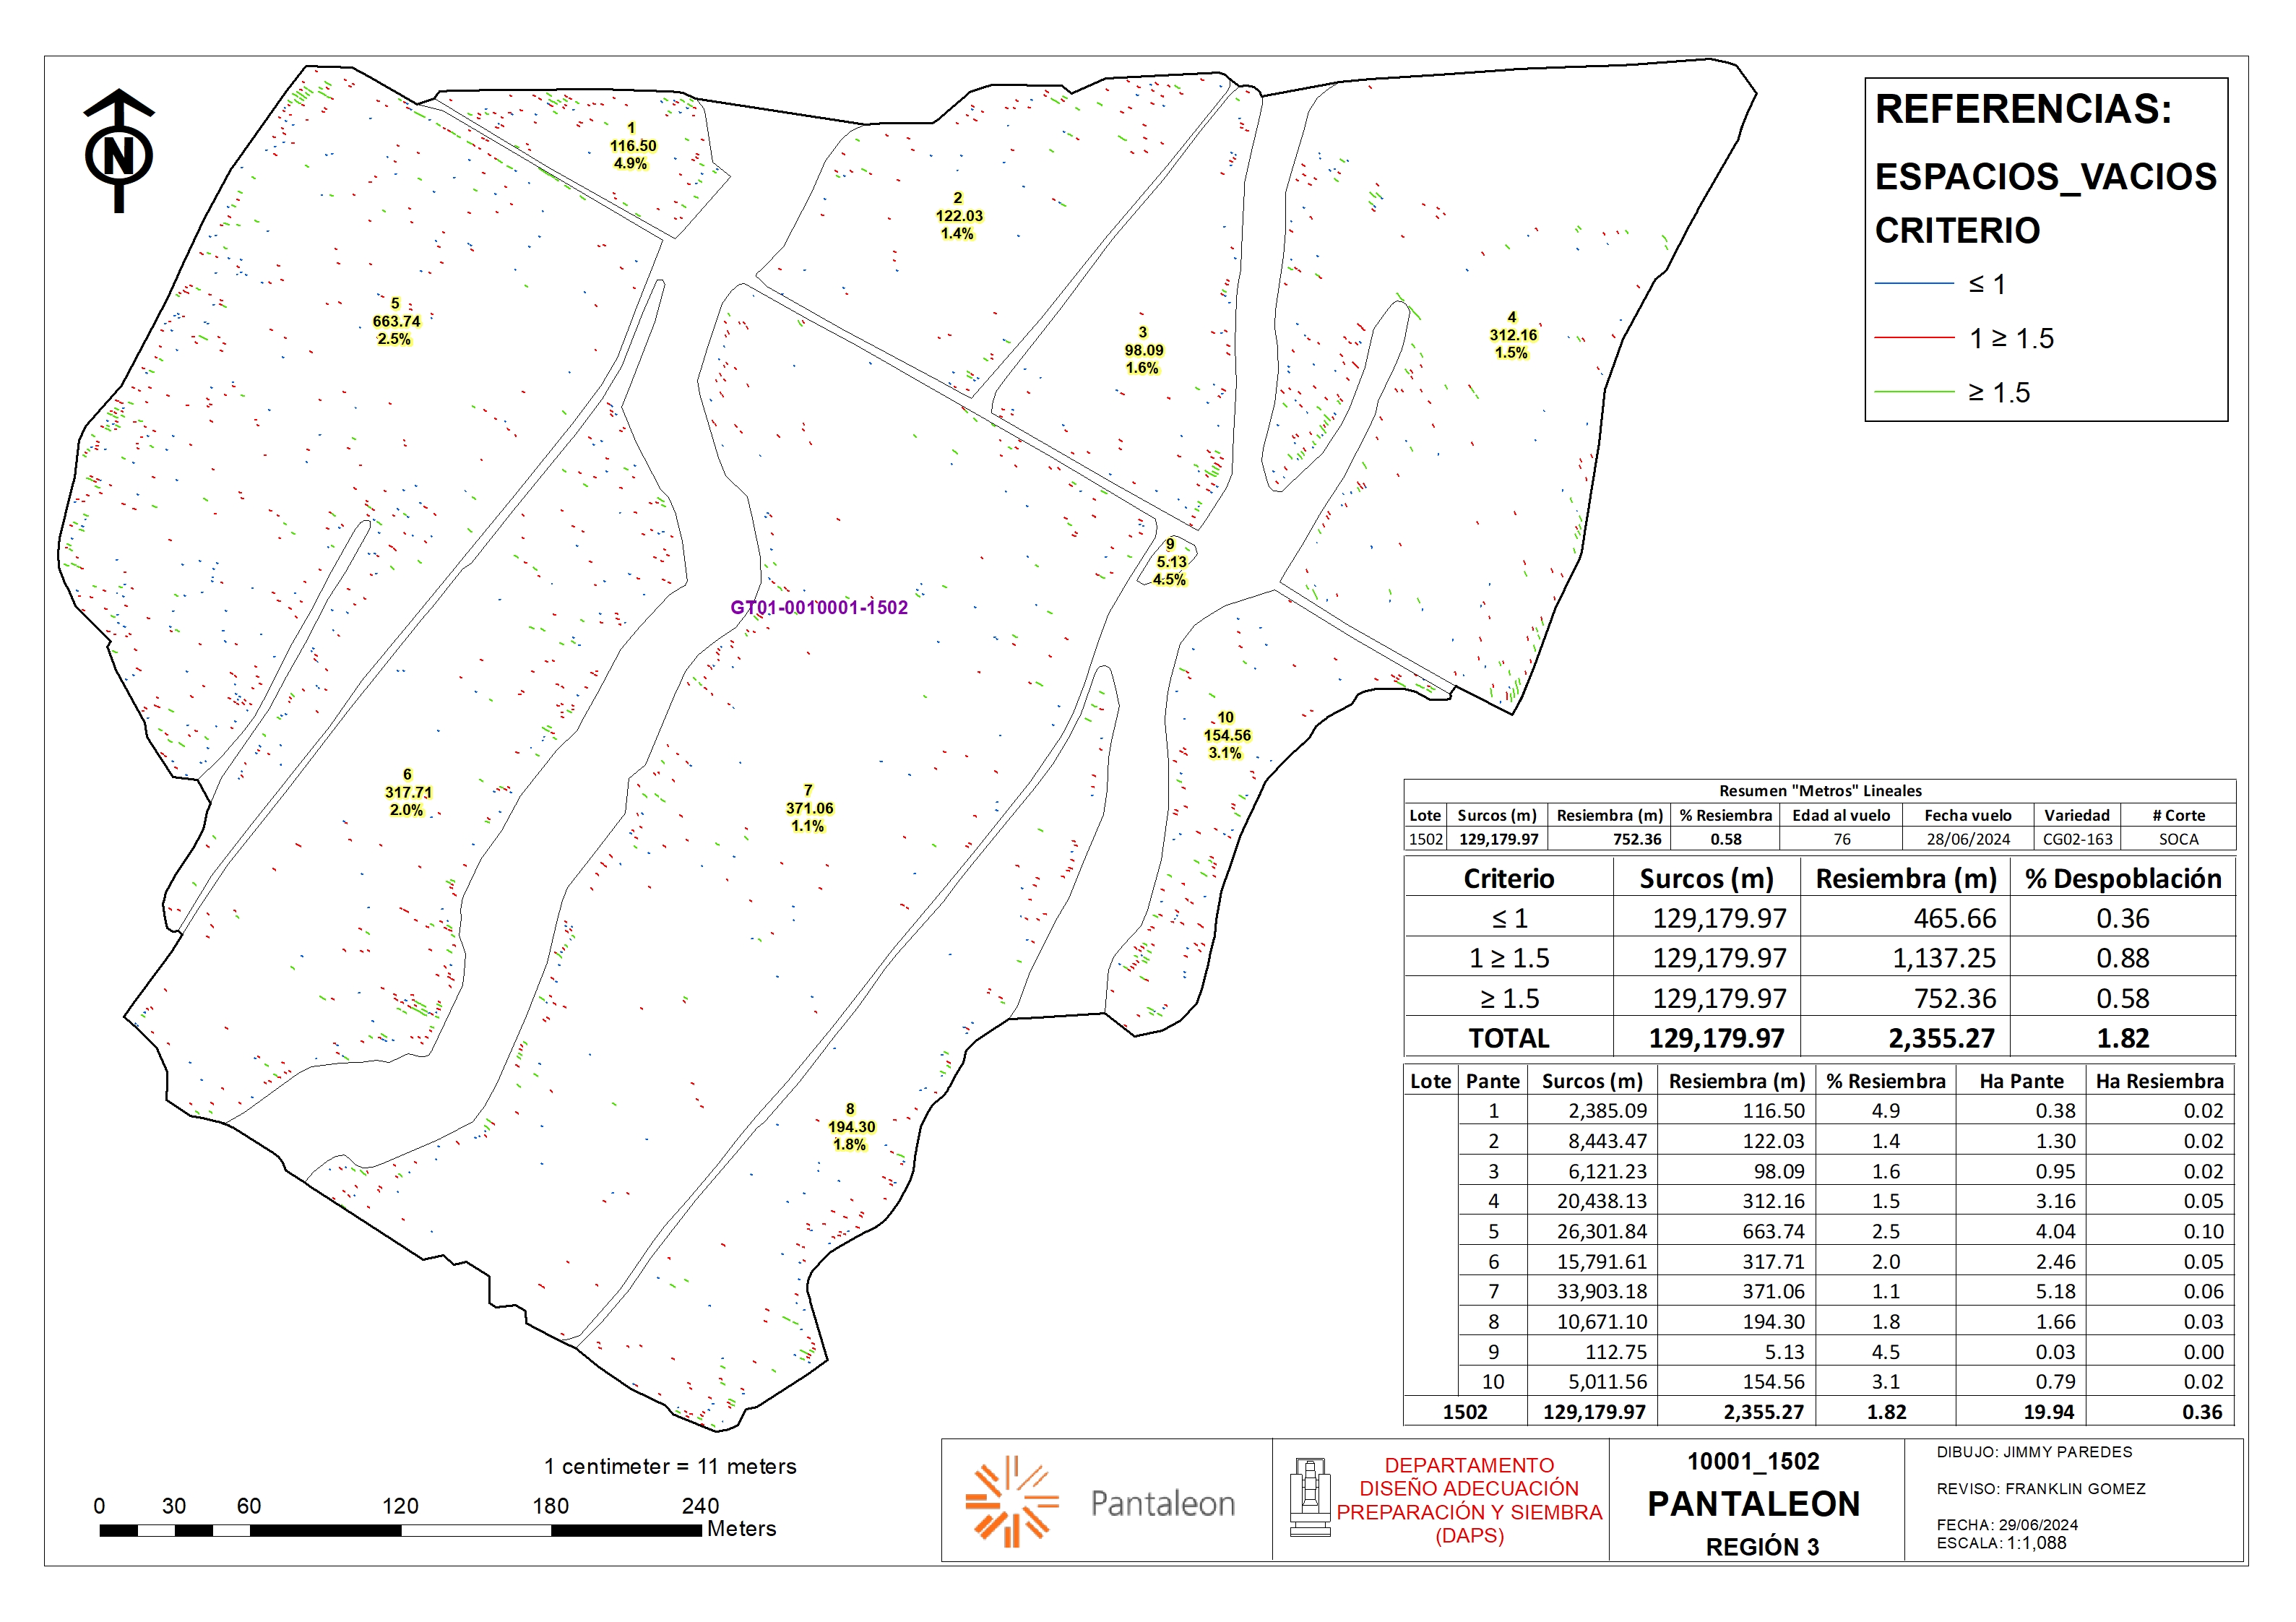 N
1
116.50
4.9%
2
122.03
1.4%
5
663.74
2.5%
3
98.09
1.6%
4
312.16
1.5%
9
5.13
4.5%
GT01-0010001-1502
10
154.56
3.1%
6
317.71
2.0%
7
371.06
1.1%
8
194.30
1.8%
REFERENCIAS:
ESPACIOS_VACIOS
CRITERIO
≤ 1
1 ≥ 1.5
≥ 1.5
Resumen "Metros" Lineales
Lote Surcos (m) Resiembra (m) % Resiembra Edad al vuelo Fecha vuelo Variedad # Corte
1502 129,179.97 752.36 0.58 76 28/06/2024 CG02-163 SOCA
Criterio Surcos (m) Resiembra (m) % Despoblación
≤ 1 129,179.97 465.66 0.36
1 ≥ 1.5 129,179.97 1,137.25 0.88
≥ 1.5 129,179.97 752.36 0.58
TOTAL 129,179.97 2,355.27 1.82
Lote Pante Surcos (m) Resiembra (m) % Resiembra Ha Pante Ha Resiembra
1 2,385.09 116.50 4.9 0.38 0.02
2 8,443.47 122.03 1.4 1.30 0.02
3 6,121.23 98.09 1.6 0.95 0.02
4 20,438.13 312.16 1.5 3.16 0.05
5 26,301.84 663.74 2.5 4.04 0.10
6 15,791.61 317.71 2.0 2.46 0.05
7 33,903.18 371.06 1.1 5.18 0.06
8 10,671.10 194.30 1.8 1.66 0.03
9 112.75 5.13 4.5 0.03 0.00
10 5,011.56 154.56 3.1 0.79 0.02
1502 129,179.97 2,355.27 1.82 19.94 0.36
1 centimeter = 11 meters
0 30 60 120 180 240
Meters
Pantaleon
DEPARTAMENTO
DISEÑO ADECUACIÓN
PREPARACIÓN Y SIEMBRA
(DAPS)
10001_1502
PANTALEON
REGIÓN 3
DIBUJO: JIMMY PAREDES
REVISO: FRANKLIN GOMEZ
FECHA: 29/06/2024
ESCALA: 1:1,088